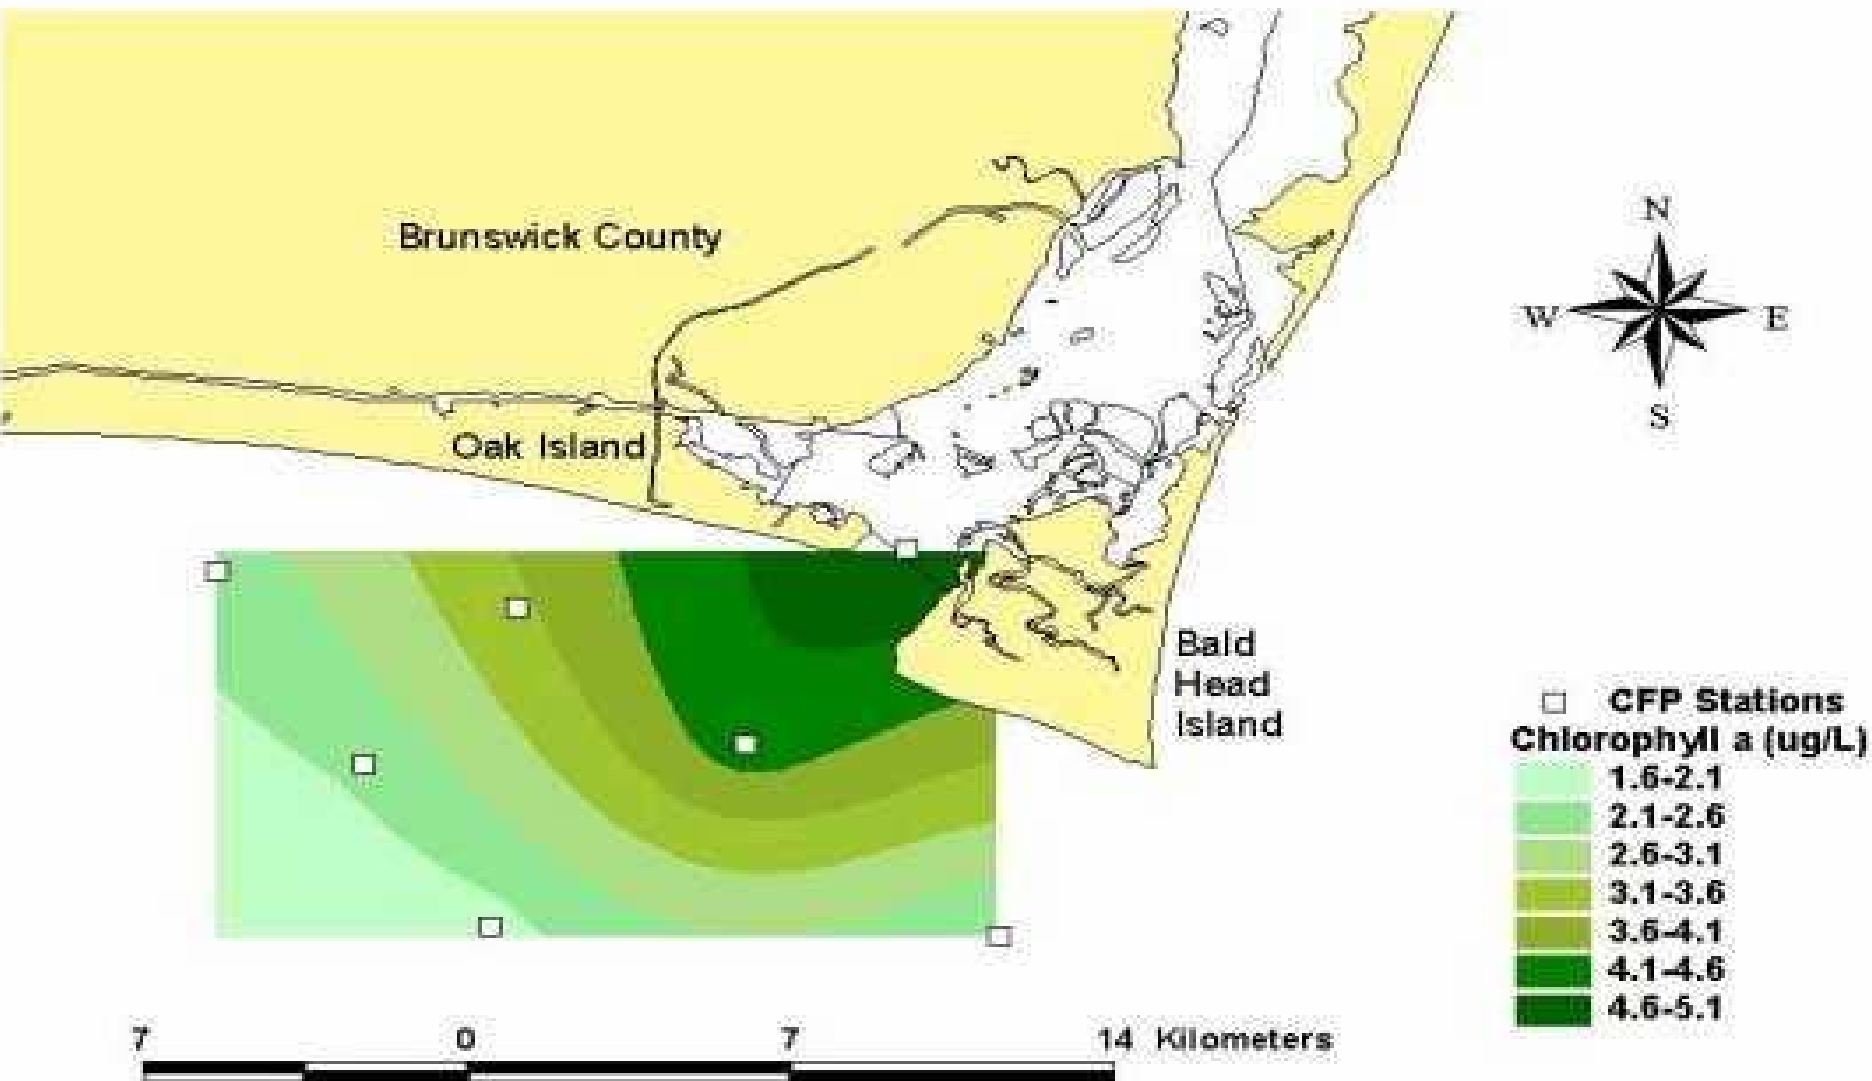 Brunswick County
N
W
E
S
Oak Island
Bald
Head
Island
CFP Stations
Chlorophyll a (ug/L)
1.6-2.1
2.1-2.6
2.6-3.1
3.1-3.6
3.6-4.1
4.1-4.6
4.6-5.1
7 0 7 14 Kilometers